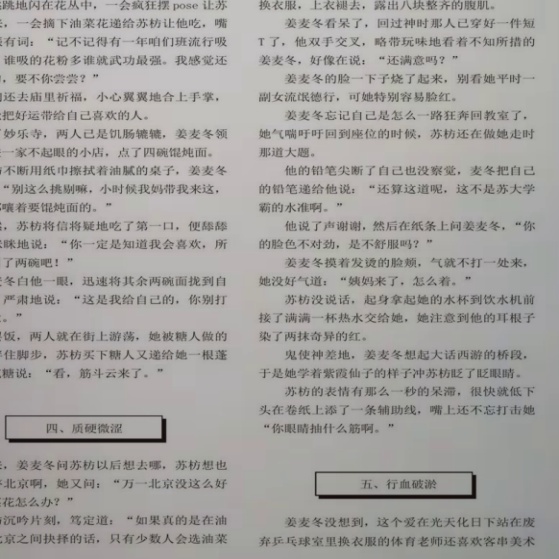 跳地闪在花丛中，一会疯狂摆 pose 让苏
，一会摘下油菜花递给苏枋让他吃，嘴
有词：“记不记得有一年咱们班流行吸
谁吸的花粉多谁就武功最强。我感觉还
，要不你尝尝？”
还去庙里祈福，小心翼翼地合上手掌，
把好运带给自己喜欢的人。
妙乐寺，两人已是饥肠辘辘，姜麦冬领
一家不起眼的小店，点了四碗馄纯面。
不断用纸巾擦拭着油腻的桌子，姜麦冬
“别这么挑剔嘛，小时候我妈带我来这，
嚷着要馄纯面的。”
，苏枋将信将疑地吃了第一口，便舔舔
眯地说：“你一定是知道我会喜欢，所
了两碗吧！”
冬白他一眼，迅速将其余两碗面拢到自
严肃地说：“这是我给自己的，你别打
。”
饭，两人就在街上游荡，她被糖人做的
住脚步，苏枋买下糖人又递给她一根蓬
糖说：“看，筋斗云来了。”
四、质硬微涩
，姜麦冬问苏枋以后想去哪，苏枋想也
北京啊，她又问：“万一北京没这么好
花怎么办？”
沉吟片刻，笃定道：“如果真的是在油
北京之间抉择的话，只有少数人会选油菜
换衣服，上衣褪去，露出八块整齐的腹肌。
姜麦冬看呆了，回过神时那人已穿好一件短
T 了，他双手交叉，略带玩味地看着不知所措的
姜麦冬，好像在说：“还满意吗？”
姜麦冬的脸一下子烧了起来，别看她平时一
副女流氓德行，可她特别容易脸红。
姜麦冬忘记自己是怎么一路狂奔回教室了，
她气喘吁吁回到座位的时候，苏枋还在做她走时
那道大题。
他的铅笔尖断了自己也没察觉，麦冬把自己
的铅笔递给他说：“还算这道呢，这不是苏大学
霸的水准啊。”
他说了声谢谢，然后在纸条上问姜麦冬，“你
的脸色不对劲，是不舒服吗？”
姜麦冬摸着发烫的脸颊，气就不打一处来，
她没好气道：“姨妈来了，怎么着。”
苏枋没说话，起身拿起她的水杯到饮水机前
接了满满一杯热水交给她，她注意到他的耳根子
染了两抹奇异的红。
鬼使神差地，姜麦冬想起大话西游的桥段，
于是她学着紫霞仙子的样子冲苏枋眨了眨眼睛。
苏枋的表情有那么一秒的呆滞，很快就低下
头在卷纸上添了一条辅助线，嘴上还不忘打击她
“你眼睛抽什么筋啊。”
五、行血破淤
姜麦冬没想到，这个爱在光天化日下站在废
弃乒乓球室里换衣服的体育老师还喜欢客串美术